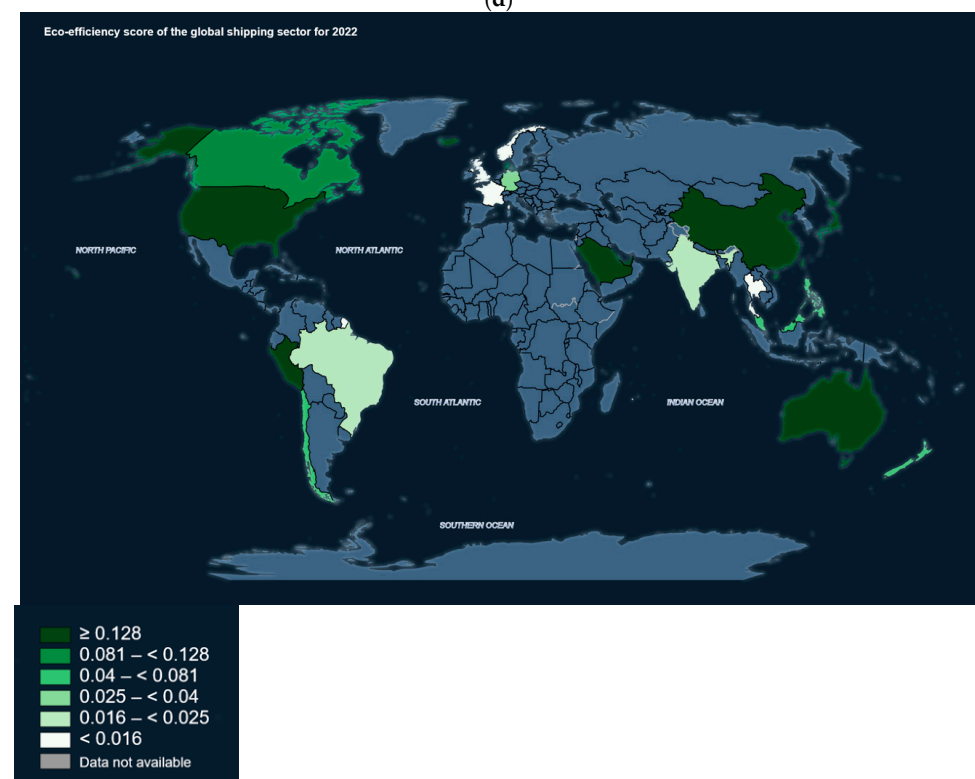 (d)
Eco-efficiency score of the global shipping sector for 2022
NORTH PACIFIC
NORTH ATLANTIC
SOUTH ATLANTIC
INDIAN OCEAN
SOUTHERN OCEAN
≥ 0.128
0.081 – < 0.128
0.04 – < 0.081
0.025 – < 0.04
0.016 – < 0.025
< 0.016
Data not available